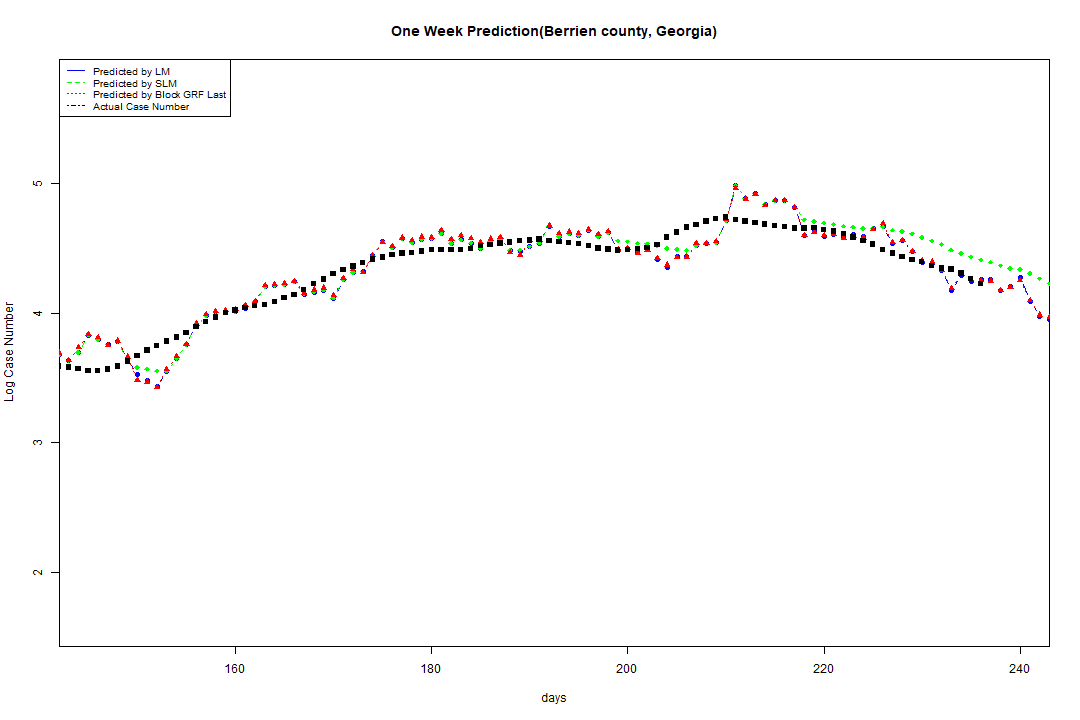 One Week Prediction(Berrien county, Georgia)
Predicted by LM
Predicted by SLM
Predicted by Block GRF Last
Actual Case Number
5
4
3
2
Log Case Number
160 180 200 220 240
days